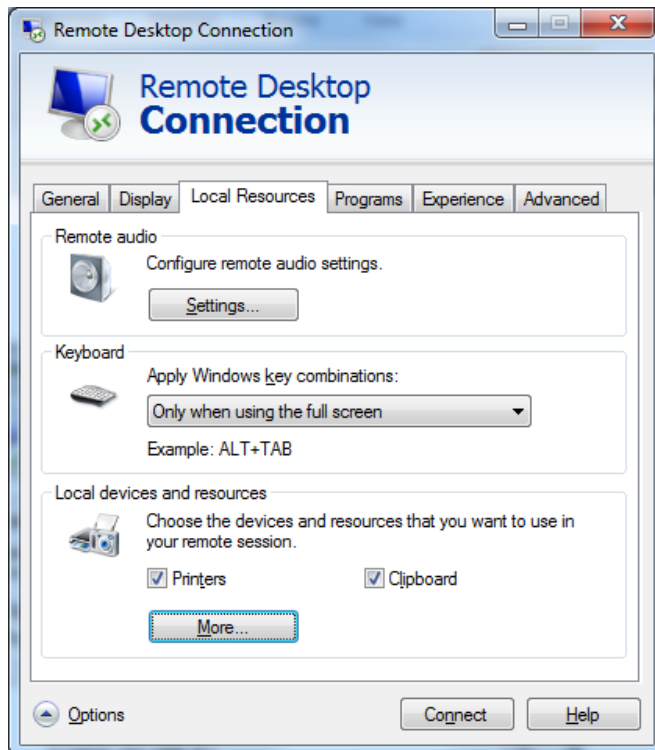 Remote Desktop Connection
Remote Desktop
Connection
General Display Local Resources Programs Experience Advanced
Remote audio
Configure remote audio settings.
Settings...
Keyboard
Apply Windows key combinations:
Only when using the full screen
Example: ALT+TAB
Local devices and resources
Choose the devices and resources that you want to use in
your remote session.
Printers Clipboard
More...
Options Connect Help